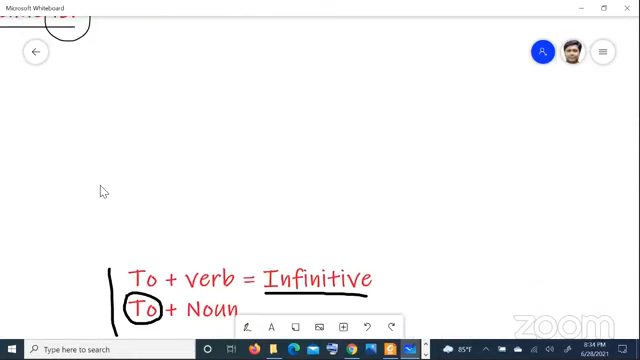 Microsoft Whiteboard
To + verb = Infinitive
To + Noun
zoom
Type here to search
85°F
8:34 PM
6/28/2021